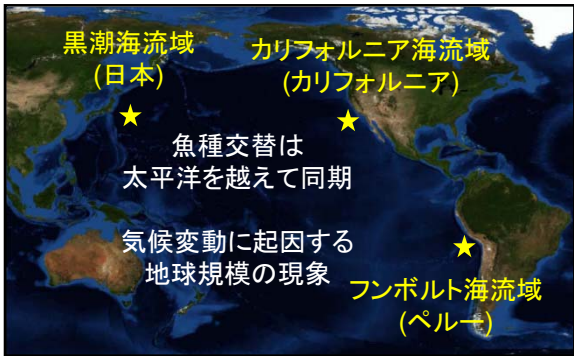 黒潮海流域
(日本)
カリフォルニア海流域
(カリフォルニア)
魚種交替は
太平洋を越えて同期
気候変動に起因する
地球規模の現象
フンボルト海流域
(ペルー)